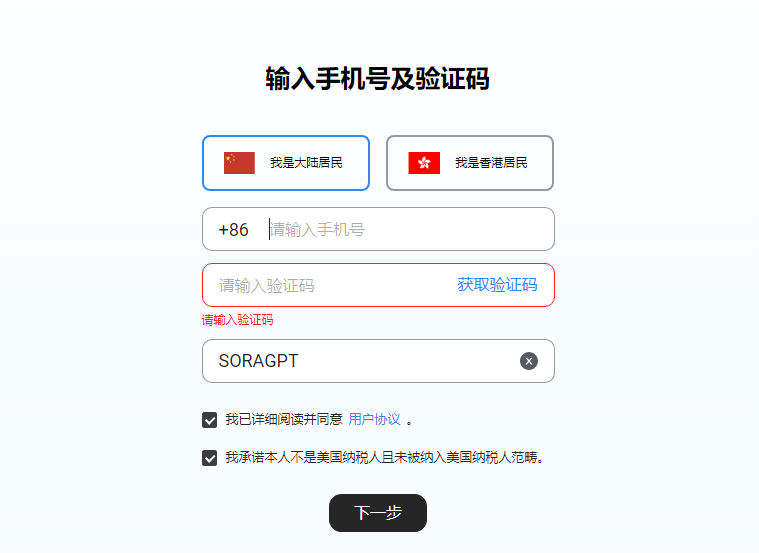 输入手机号及验证码
我是大陆居民
我是香港居民
+86 请输入手机号
请输入验证码 获取验证码
请输入验证码
SORAGPT
我已详细阅读并同意 用户协议 。
我承诺本人不是美国纳税人且未被纳入美国纳税人范畴。
下一步